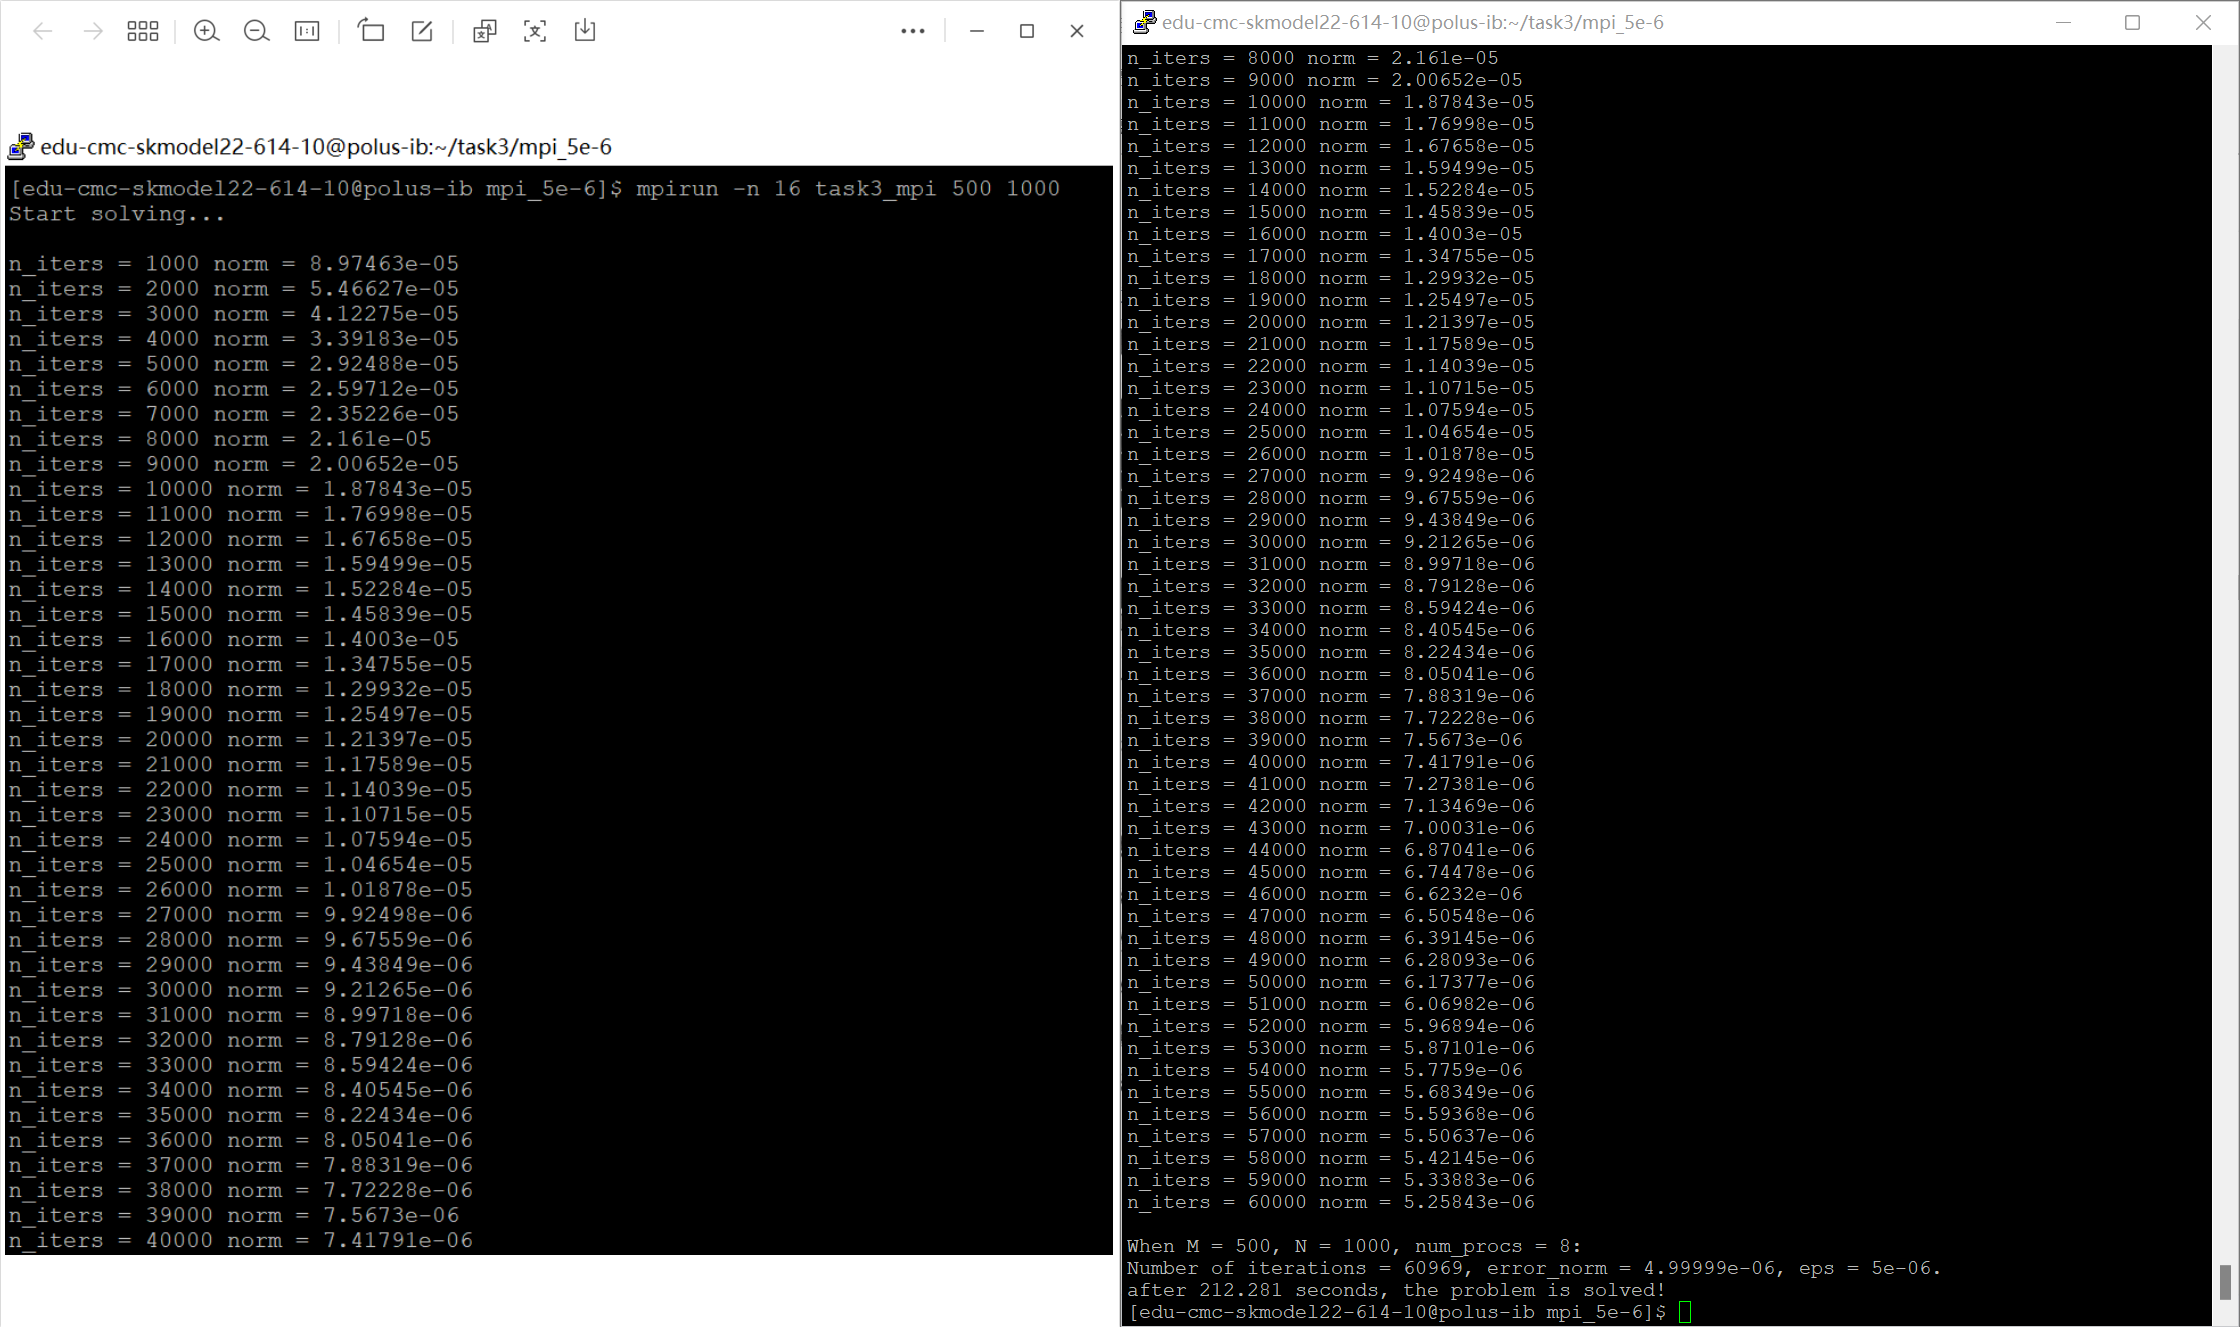 edu-cmc-skmodel22-614-10@polus-ib:~/task3/mpi_5e-6
[edu-cmc-skmodel22-614-10@polus-ib mpi_5e-6]$ mpirun -n 16 task3_mpi 500 1000
Start solving...
n_iters = 1000 norm = 8.97463e-05
n_iters = 2000 norm = 5.46627e-05
n_iters = 3000 norm = 4.12275e-05
n_iters = 4000 norm = 3.39183e-05
n_iters = 5000 norm = 2.92488e-05
n_iters = 6000 norm = 2.59712e-05
n_iters = 7000 norm = 2.35226e-05
n_iters = 8000 norm = 2.161e-05
n_iters = 9000 norm = 2.00652e-05
n_iters = 10000 norm = 1.87843e-05
n_iters = 11000 norm = 1.76998e-05
n_iters = 12000 norm = 1.67658e-05
n_iters = 13000 norm = 1.59499e-05
n_iters = 14000 norm = 1.52284e-05
n_iters = 15000 norm = 1.45839e-05
n_iters = 16000 norm = 1.4003e-05
n_iters = 17000 norm = 1.34755e-05
n_iters = 18000 norm = 1.29932e-05
n_iters = 19000 norm = 1.25497e-05
n_iters = 20000 norm = 1.21397e-05
n_iters = 21000 norm = 1.17589e-05
n_iters = 22000 norm = 1.14039e-05
n_iters = 23000 norm = 1.10715e-05
n_iters = 24000 norm = 1.07594e-05
n_iters = 25000 norm = 1.04654e-05
n_iters = 26000 norm = 1.01878e-05
n_iters = 27000 norm = 9.92498e-06
n_iters = 28000 norm = 9.67559e-06
n_iters = 29000 norm = 9.43849e-06
n_iters = 30000 norm = 9.21265e-06
n_iters = 31000 norm = 8.99718e-06
n_iters = 32000 norm = 8.79128e-06
n_iters = 33000 norm = 8.59424e-06
n_iters = 34000 norm = 8.40545e-06
n_iters = 35000 norm = 8.22434e-06
n_iters = 36000 norm = 8.05041e-06
n_iters = 37000 norm = 7.88319e-06
n_iters = 38000 norm = 7.72228e-06
n_iters = 39000 norm = 7.5673e-06
n_iters = 40000 norm = 7.41791e-06
edu-cmc-skmodel22-614-10@polus-ib:~/task3/mpi_5e-6
n_iters = 8000 norm = 2.161e-05
n_iters = 9000 norm = 2.00652e-05
n_iters = 10000 norm = 1.87843e-05
n_iters = 11000 norm = 1.76998e-05
n_iters = 12000 norm = 1.67658e-05
n_iters = 13000 norm = 1.59499e-05
n_iters = 14000 norm = 1.52284e-05
n_iters = 15000 norm = 1.45839e-05
n_iters = 16000 norm = 1.4003e-05
n_iters = 17000 norm = 1.34755e-05
n_iters = 18000 norm = 1.29932e-05
n_iters = 19000 norm = 1.25497e-05
n_iters = 20000 norm = 1.21397e-05
n_iters = 21000 norm = 1.17589e-05
n_iters = 22000 norm = 1.14039e-05
n_iters = 23000 norm = 1.10715e-05
n_iters = 24000 norm = 1.07594e-05
n_iters = 25000 norm = 1.04654e-05
n_iters = 26000 norm = 1.01878e-05
n_iters = 27000 norm = 9.92498e-06
n_iters = 28000 norm = 9.67559e-06
n_iters = 29000 norm = 9.43849e-06
n_iters = 30000 norm = 9.21265e-06
n_iters = 31000 norm = 8.99718e-06
n_iters = 32000 norm = 8.79128e-06
n_iters = 33000 norm = 8.59424e-06
n_iters = 34000 norm = 8.40545e-06
n_iters = 35000 norm = 8.22434e-06
n_iters = 36000 norm = 8.05041e-06
n_iters = 37000 norm = 7.88319e-06
n_iters = 38000 norm = 7.72228e-06
n_iters = 39000 norm = 7.5673e-06
n_iters = 40000 norm = 7.41791e-06
n_iters = 41000 norm = 7.27381e-06
n_iters = 42000 norm = 7.13469e-06
n_iters = 43000 norm = 7.00031e-06
n_iters = 44000 norm = 6.87041e-06
n_iters = 45000 norm = 6.74478e-06
n_iters = 46000 norm = 6.6232e-06
n_iters = 47000 norm = 6.50548e-06
n_iters = 48000 norm = 6.39145e-06
n_iters = 49000 norm = 6.28093e-06
n_iters = 50000 norm = 6.17377e-06
n_iters = 51000 norm = 6.06982e-06
n_iters = 52000 norm = 5.96894e-06
n_iters = 53000 norm = 5.87101e-06
n_iters = 54000 norm = 5.7759e-06
n_iters = 55000 norm = 5.68349e-06
n_iters = 56000 norm = 5.59368e-06
n_iters = 57000 norm = 5.50637e-06
n_iters = 58000 norm = 5.42145e-06
n_iters = 59000 norm = 5.33883e-06
n_iters = 60000 norm = 5.25843e-06
When M = 500, N = 1000, num_procs = 8:
Number of iterations = 60969, error_norm = 4.99999e-06, eps = 5e-06.
after 212.281 seconds, the problem is solved!
[edu-cmc-skmodel22-614-10@polus-ib mpi_5e-6]$